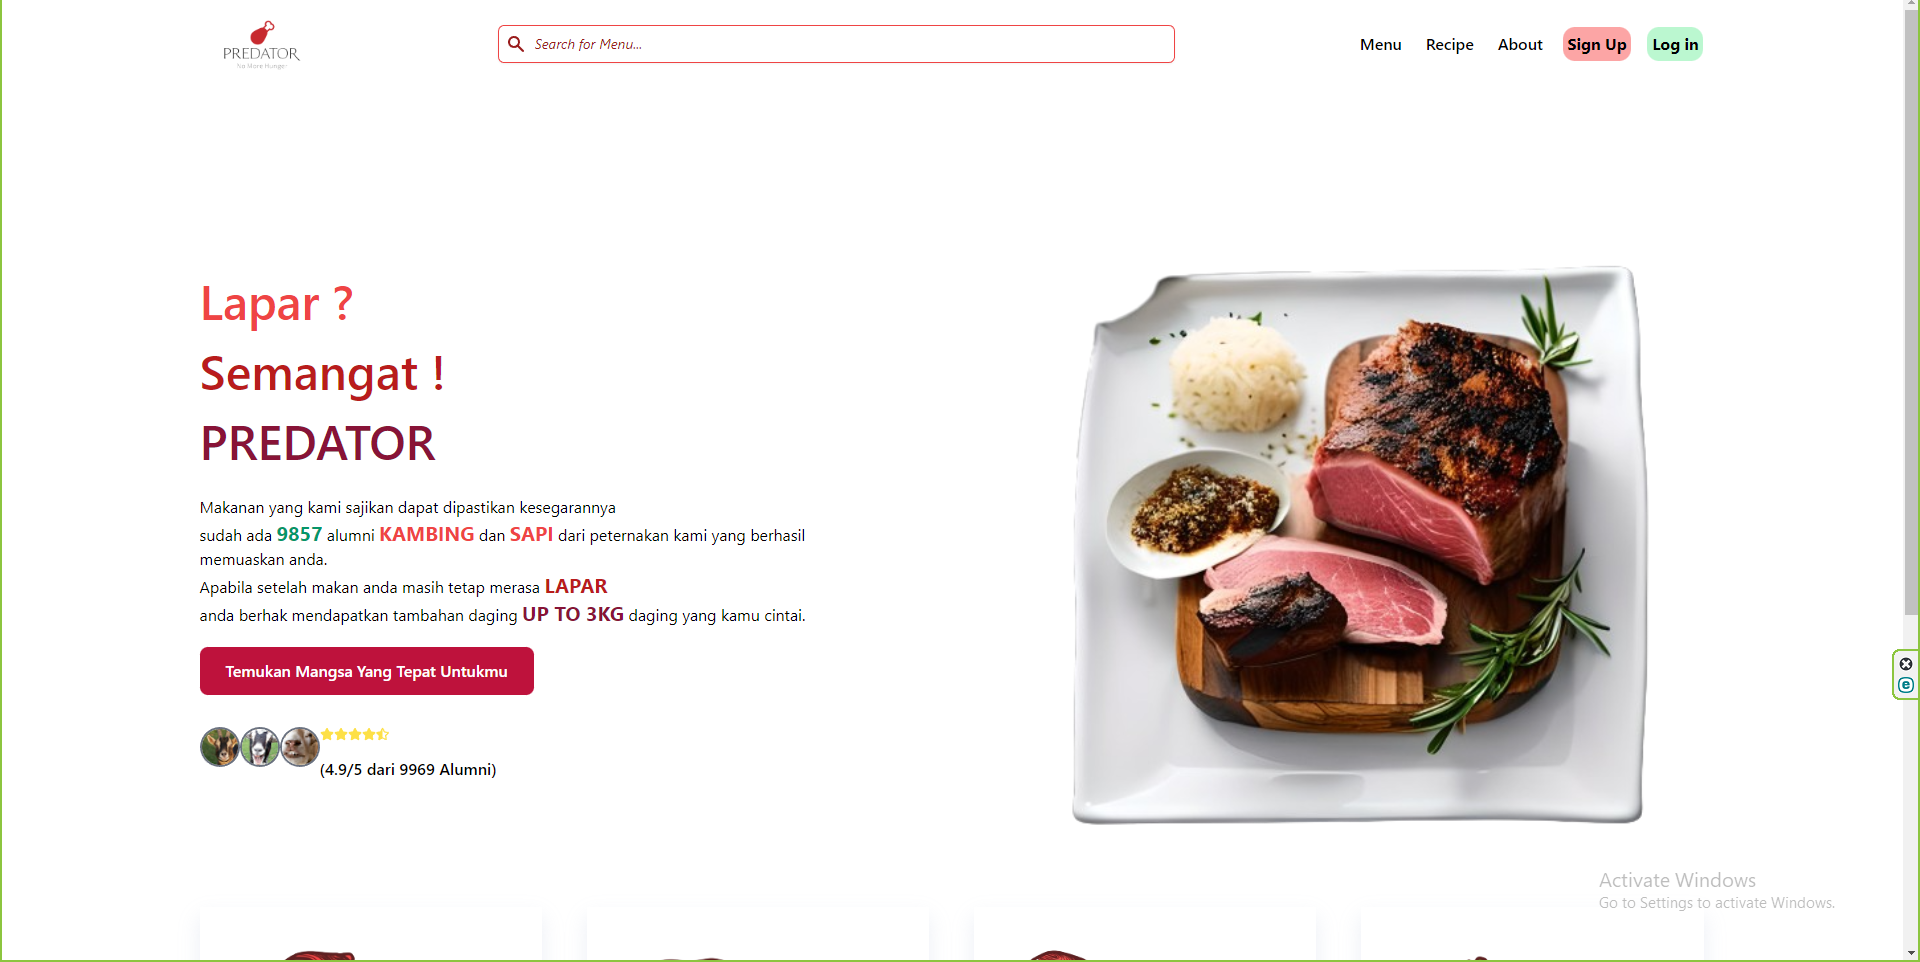 PREDATOR
No More Hunger
Search for Menu...
Menu
Recipe
About
Sign Up
Log in
Lapar ?
Semangat !
PREDATOR
Makanan yang kami sajikan dapat dipastikan kesegarannya
sudah ada 9857 alumni KAMBING dan SAPI dari peternakan kami yang berhasil
memuaskan anda.
Apabila setelah makan anda masih tetap merasa LAPAR
anda berhak mendapatkan tambahan daging UP TO 3KG daging yang kamu cintai.
Temukan Mangsa Yang Tepat Untukmu
(4.9/5 dari 9969 Alumni)
Activate Windows
Go to Settings to activate Windows.